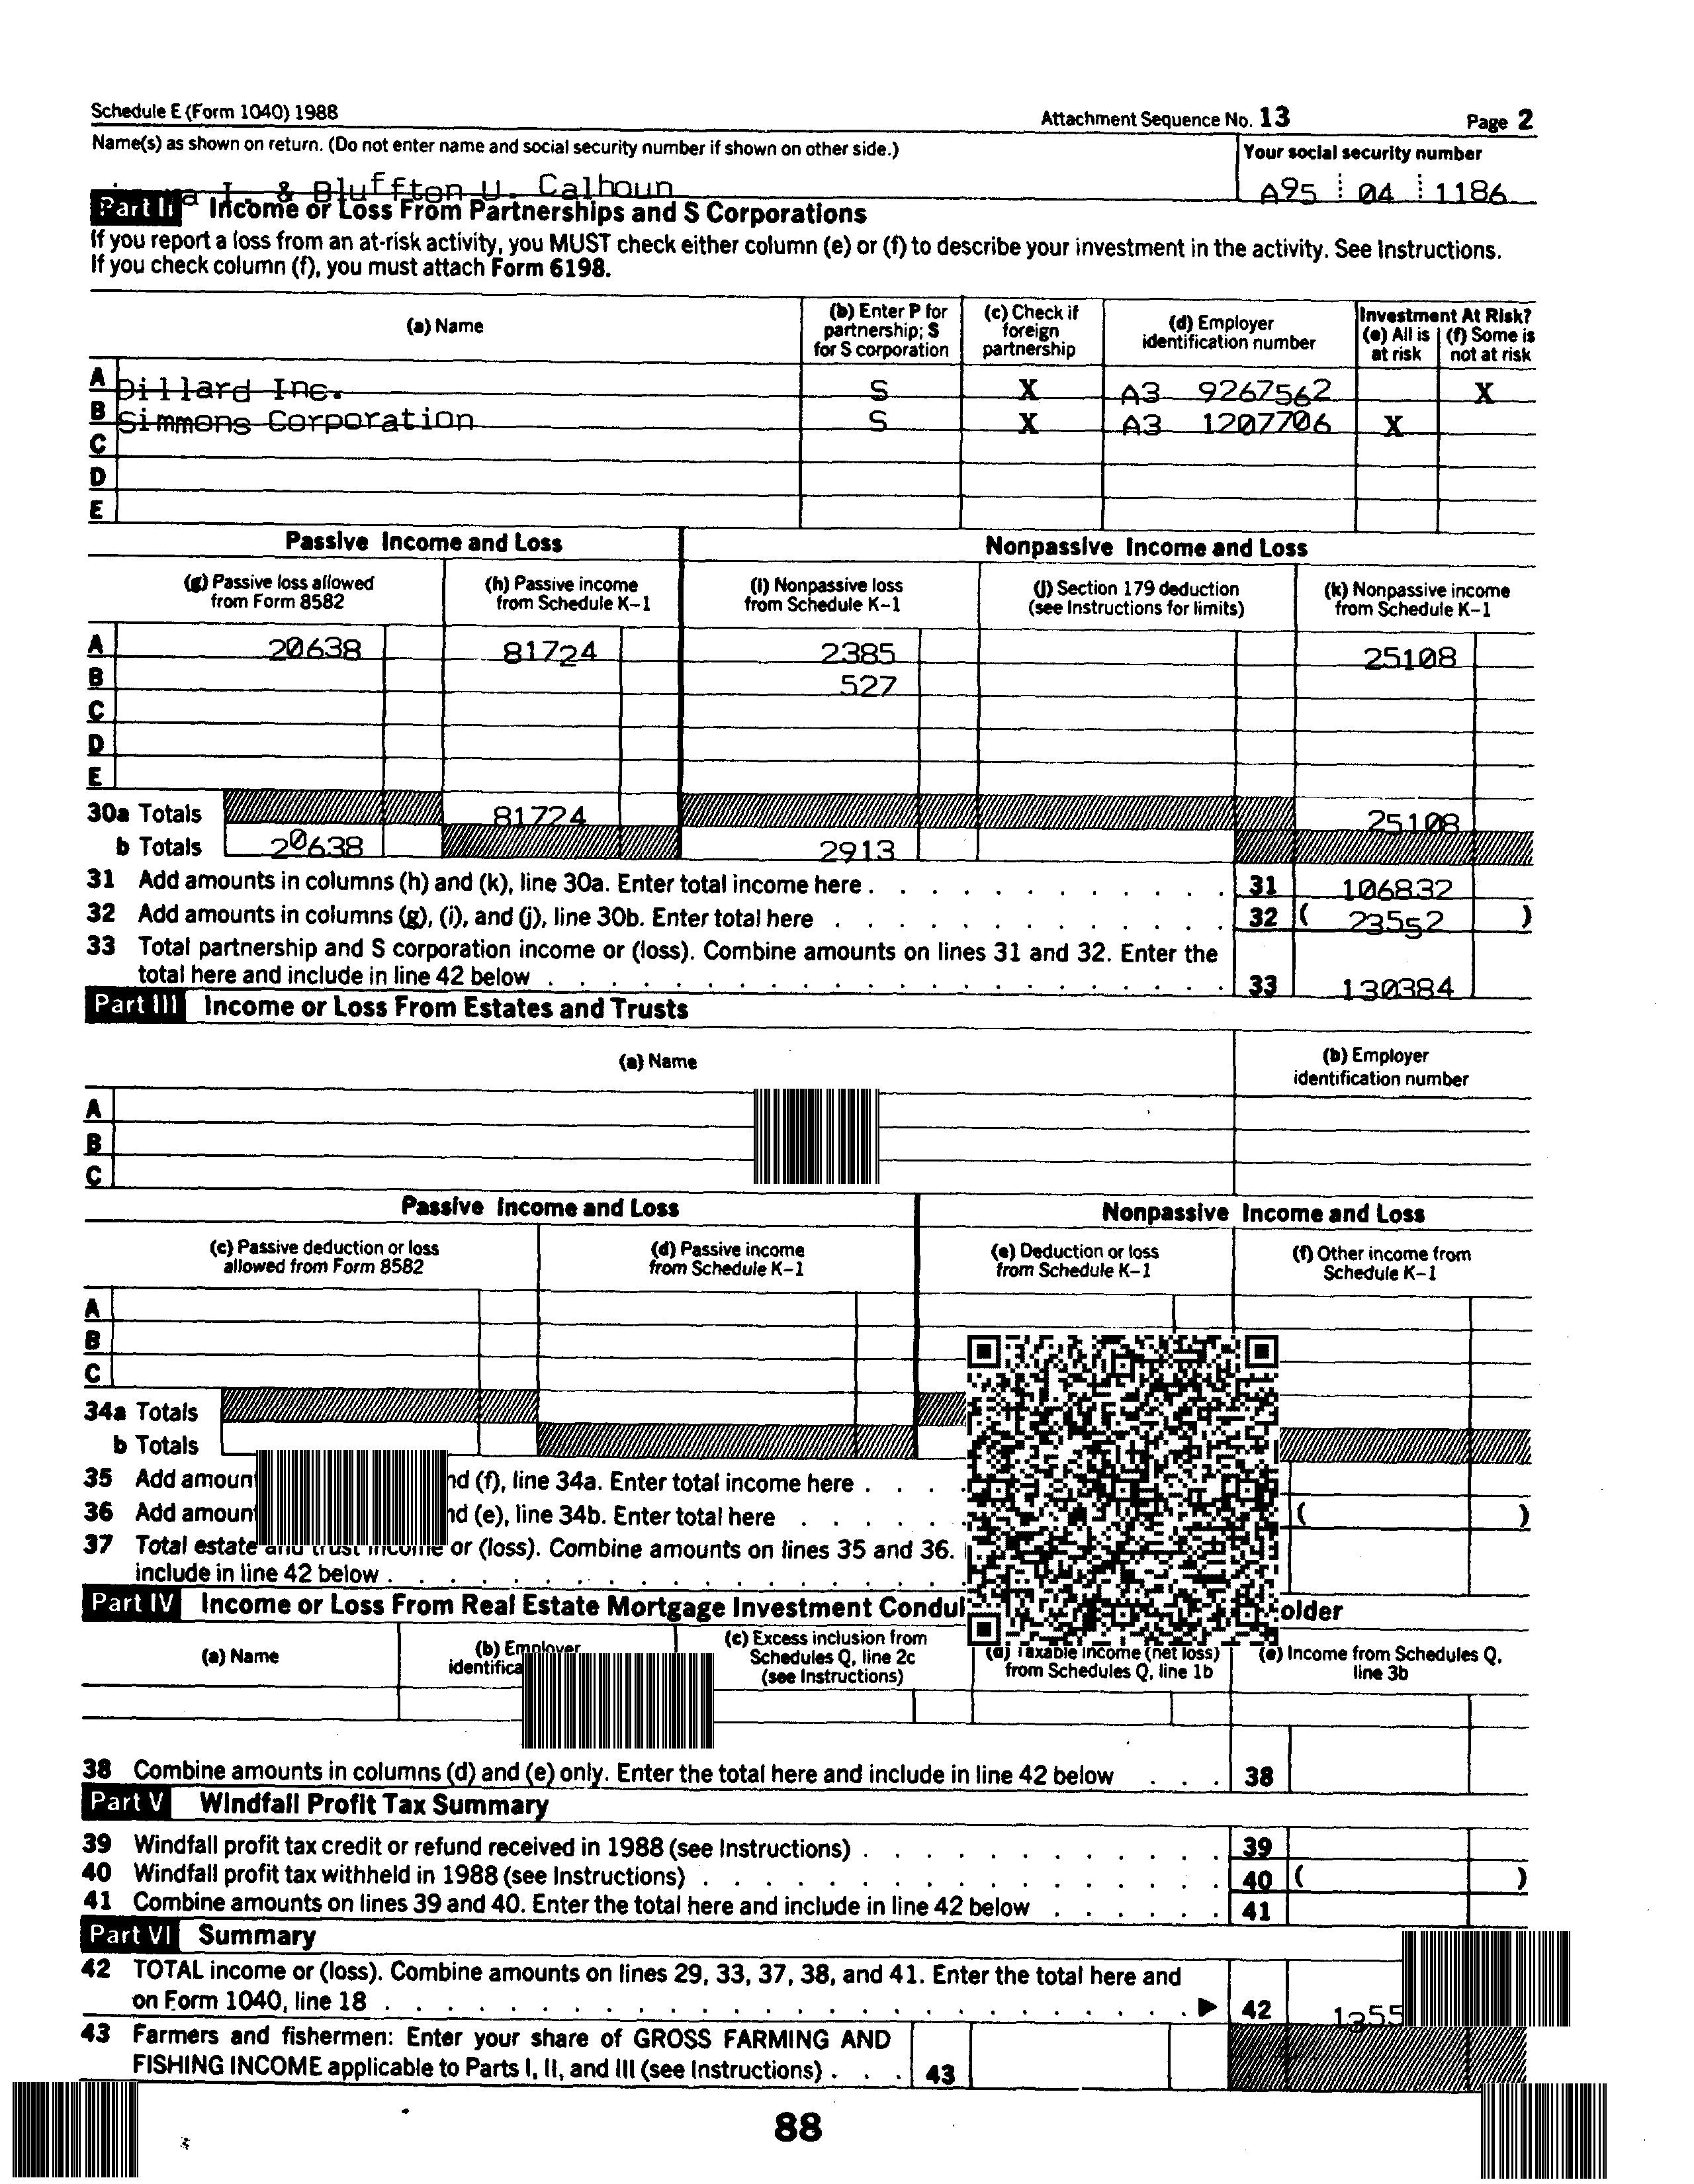 Schedule E (Form 1040) 1988 Attachment Sequence No. 13 Page 2
Name(s) as shown on return. (Do not enter name and social security number if shown on other side.) Your social security number
& Bluffton U. Calhoun A95 04 1186
Part II Income or Loss From Partnerships and S Corporations
If you report a loss from an at-risk activity, you MUST check either column (e) or (f) to describe your investment in the activity. See Instructions.
If you check column (f), you must attach Form 6198.
(a) Name (b) Enter P for partnership; S for S corporation (c) Check if foreign partnership (d) Employer identification number Investment At Risk? (e) All is at risk (f) Some is not at risk
A Dillard Inc. S X A3 9267562 X
B Simmons Corporation S X A3 1207706 X
C
D
E
Passive Income and Loss Nonpassive Income and Loss
(g) Passive loss allowed from Form 8582 (h) Passive income from Schedule K-1 (i) Nonpassive loss from Schedule K-1 (j) Section 179 deduction (see Instructions for limits) (k) Nonpassive income from Schedule K-1
A 20638 81724 2385 25108
B 527
C
D
E
30a Totals 81724 25108
b Totals 20638 2913
31 Add amounts in columns (h) and (k), line 30a. Enter total income here . 31 106832
32 Add amounts in columns (g), (i), and (j), line 30b. Enter total here . 32 ( 23552 )
33 Total partnership and S corporation income or (loss). Combine amounts on lines 31 and 32. Enter the
total here and include in line 42 below . 33 130384
Part III Income or Loss From Estates and Trusts
(a) Name (b) Employer identification number
A
B
C
Passive Income and Loss Nonpassive Income and Loss
(c) Passive deduction or loss allowed from Form 8582 (d) Passive income from Schedule K-1 (e) Deduction or loss from Schedule K-1 (f) Other income from Schedule K-1
A
B
C
34a Totals
b Totals
35 Add (f), line 34a. Enter total income here .
36 Add (e), line 34b. Enter total here . ( )
37 Total estate and trust income or (loss). Combine amounts on lines 35 and 36.
include in line 42 below .
Part IV Income or Loss From Real Estate Mortgage Investment
(a) Name (b) Employer (c) Excess inclusion from Schedules Q, line 2c (see Instructions) (d) Taxable income (net loss) from Schedules Q, line 1b (e) Income from Schedules Q, line 3b
38 Combine amounts in columns (d) and (e) only. Enter the total here and include in line 42 below . 38
Part V Windfall Profit Tax Summary
39 Windfall profit tax credit or refund received in 1988 (see Instructions) . 39
40 Windfall profit tax withheld in 1988 (see Instructions) . 40 ( )
41 Combine amounts on lines 39 and 40. Enter the total here and include in line 42 below . 41
Part VI Summary
42 TOTAL income or (loss). Combine amounts on lines 29, 33, 37, 38, and 41. Enter the total here and
on Form 1040, line 18 . 42
43 Farmers and fishermen: Enter your share of GROSS FARMING AND
FISHING INCOME applicable to Parts I, II, and III (see Instructions) . 43
88